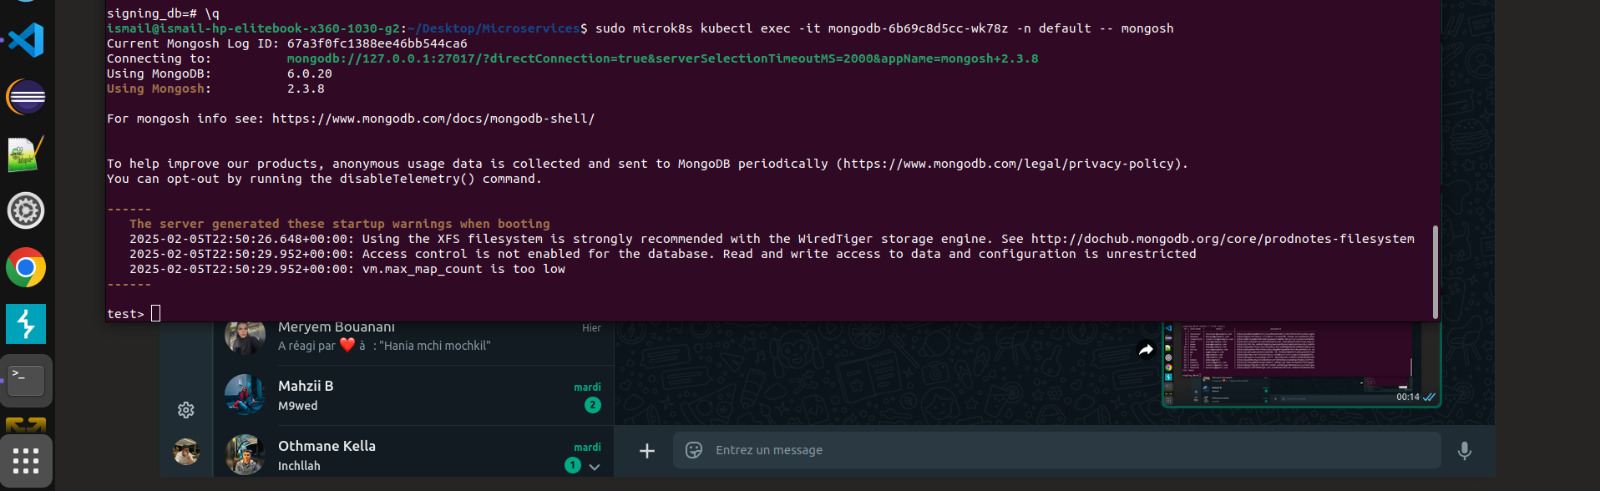 signing_db=# \q
ismail@ismail-hp-elitebook-x360-1030-g2:~/Desktop/Microservices$ sudo microk8s kubectl exec -it mongodb-6b69c8d5cc-wk78z -n default -- mongosh
Current Mongosh Log ID: 67a3f0fc1388ee46bb544ca6
Connecting to:          mongodb://127.0.0.1:27017/?directConnection=true&serverSelectionTimeoutMS=2000&appName=mongosh+2.3.8
Using MongoDB:          6.0.20
Using Mongosh:          2.3.8
For mongosh info see: https://www.mongodb.com/docs/mongodb-shell/
To help improve our products, anonymous usage data is collected and sent to MongoDB periodically (https://www.mongodb.com/legal/privacy-policy).
You can opt-out by running the disableTelemetry() command.
------
The server generated these startup warnings when booting
2025-02-05T22:50:26.648+00:00: Using the XFS filesystem is strongly recommended with the WiredTiger storage engine. See http://dochub.mongodb.org/core/prodnotes-filesystem
2025-02-05T22:50:29.952+00:00: Access control is not enabled for the database. Read and write access to data and configuration is unrestricted
2025-02-05T22:50:29.952+00:00: vm.max_map_count is too low
------
test>
Meryem Bouanani
Hier
A réagi par ❤️ à : "Hania mchi mochkil"
Mahzii B
mardi
M9wed
2
00:14
Othmane Kella
mardi
Inchllah
1
Entrez un message